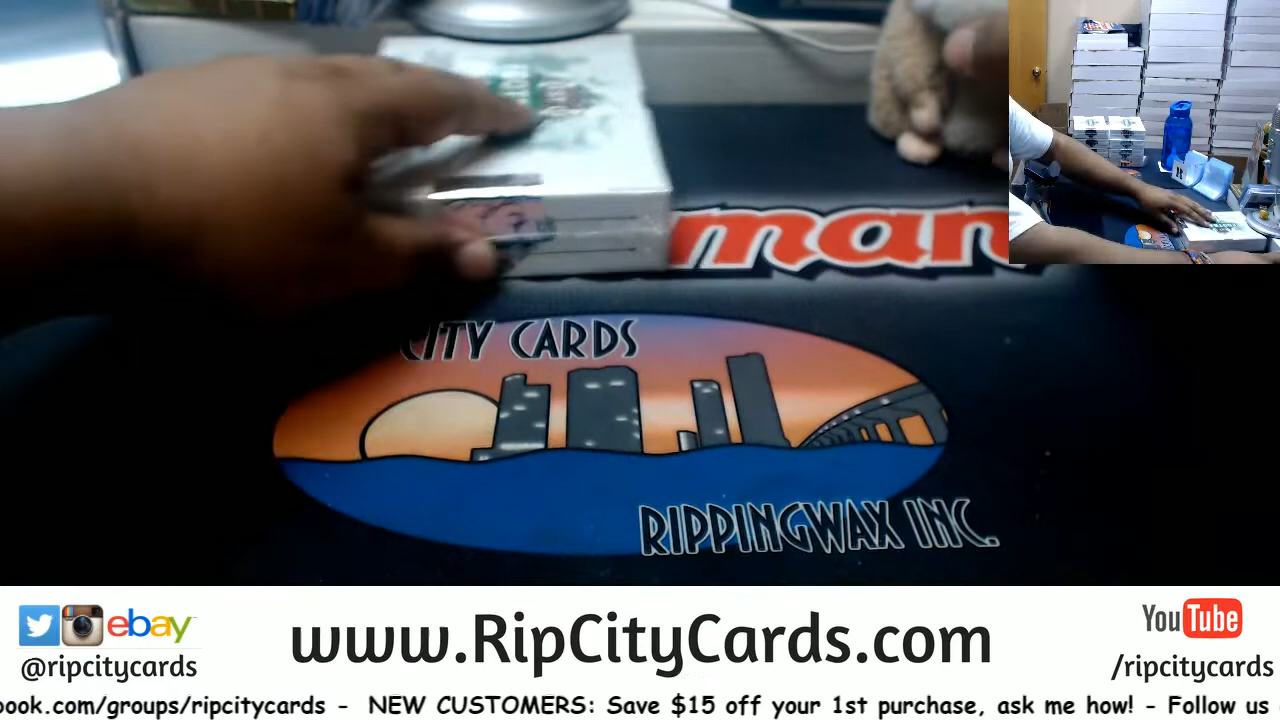 man
CITY CARDS
RIPPINGWAX INC.
ebay
@ripcitycards
www.RipCityCards.com
YouTube
/ripcitycards
ook.com/groups/ripcitycards - NEW CUSTOMERS: Save $15 off your 1st purchase, ask me how! - Follow us